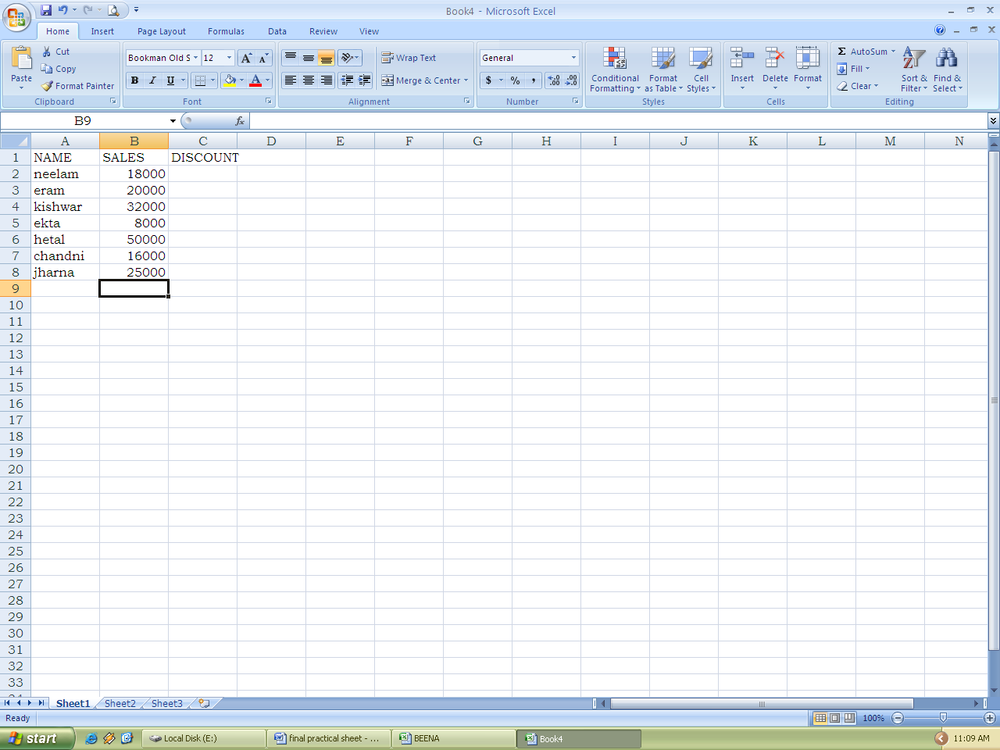 Book4 - Microsoft Excel
Home Insert Page Layout Formulas Data Review View
Paste
Cut
Copy
Format Painter
Clipboard
Bookman Old S 12 A A
B I U A
Font
Wrap Text
Merge & Center
Alignment
General
$ % , .00 .00
Number
Conditional Formatting
Format as Table
Cell Styles
Styles
Insert Delete Format
Cells
Σ AutoSum
Fill
Clear
Sort & Filter
Find & Select
Editing
B9 fx
A B C D E F G H I J K L M N
1 NAME SALES DISCOUNT
2 neelam 18000
3 eram 20000
4 kishwar 32000
5 ekta 8000
6 hetal 50000
7 chandni 16000
8 jharna 25000
9
10
11
12
13
14
15
16
17
18
19
20
21
22
23
24
25
26
27
28
29
30
31
32
33
Sheet1 Sheet2 Sheet3
Ready 100%
start Local Disk (E:) final practical sheet - ... BEENA Book4 11:09 AM